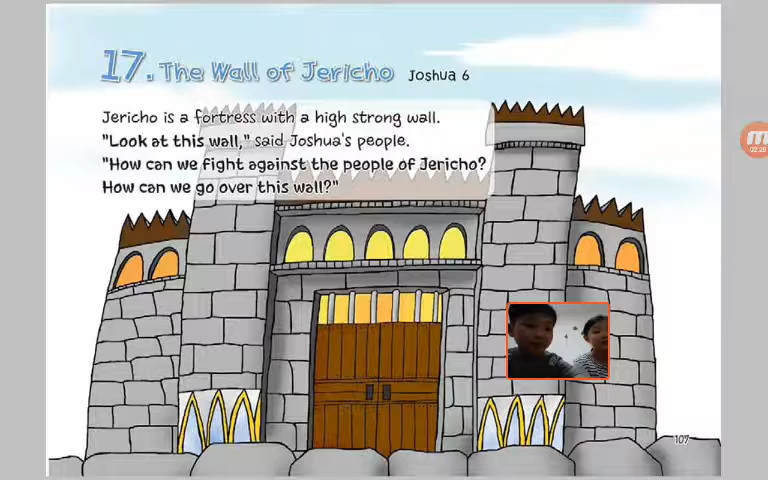 17. The Wall of Jericho Joshua 6
Jericho is a fortress with a high strong wall.
"Look at this wall," said Joshua's people.
"How can we fight against the people of Jericho?
How can we go over this wall?"
02:28
107